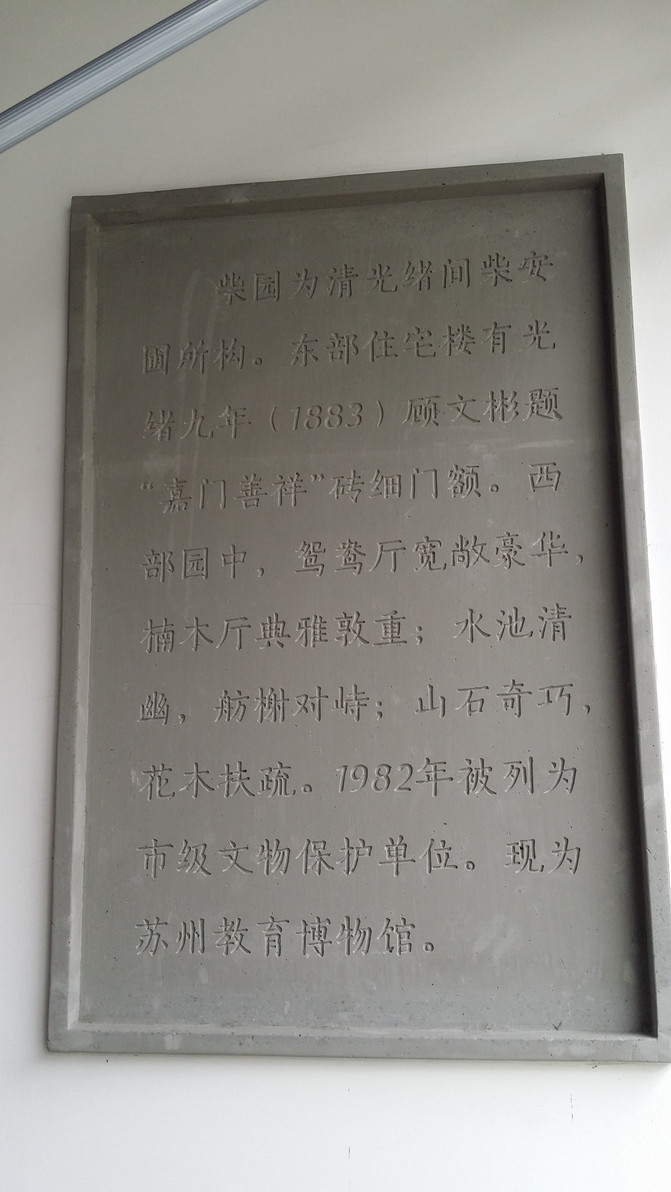 柴园为清光绪间柴安
圃所构。东部住宅楼有光
绪九年（1883）顾文彬题
“嘉门善祥”砖细门额。西
部园中，鸳鸯厅宽敞豪华，
楠木厅典雅敦重；水池清
幽，舫榭对峙；山石奇巧，
花木扶疏。1982年被列为
市级文物保护单位。现为
苏州教育博物馆。